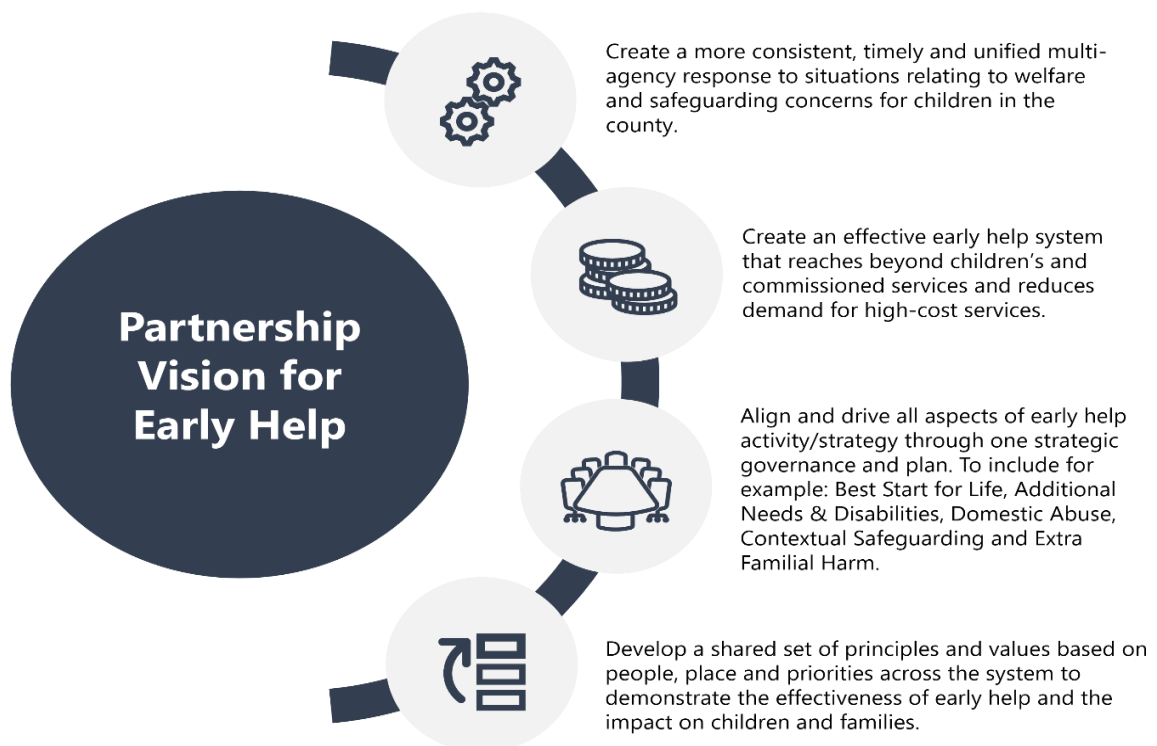 Partnership
Vision for
Early Help
Create a more consistent, timely and unified multi-
agency response to situations relating to welfare
and safeguarding concerns for children in the
county.
Create an effective early help system
that reaches beyond children’s and
commissioned services and reduces
demand for high-cost services.
Align and drive all aspects of early help
activity/strategy through one strategic
governance and plan. To include for
example: Best Start for Life, Additional
Needs & Disabilities, Domestic Abuse,
Contextual Safeguarding and Extra
Familial Harm.
Develop a shared set of principles and values based on
people, place and priorities across the system to
demonstrate the effectiveness of early help and the
impact on children and families.